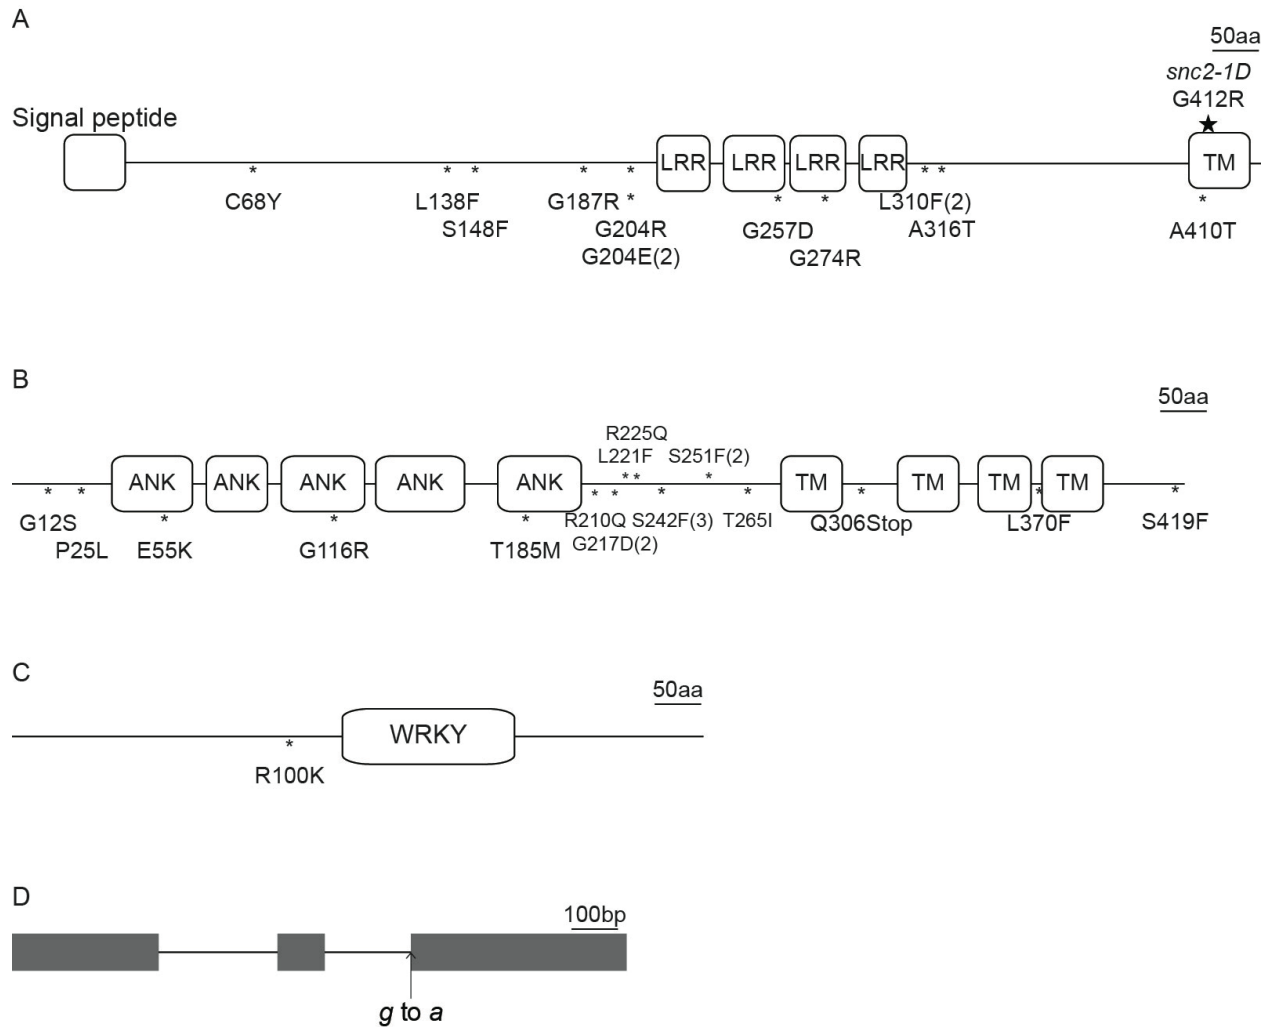 A
50aa
snc2-1D
G412R
★
Signal peptide
LRR LRR LRR LRR TM
* * * * * * *
* * * *
C68Y L138F G187R L310F(2)
S148F G204R G257D A316T A410T
G204E(2) G274R
B
50aa
R225Q
L221F S251F(2)
ANK ANK ANK ANK ANK TM TM TM TM
* * * * * * * * * * * * * * *
G12S R210Q S242F(3) T265I Q306Stop L370F S419F
P25L E55K G116R T185M G217D(2)
C
50aa
WRKY
*
R100K
D
100bp
g to a